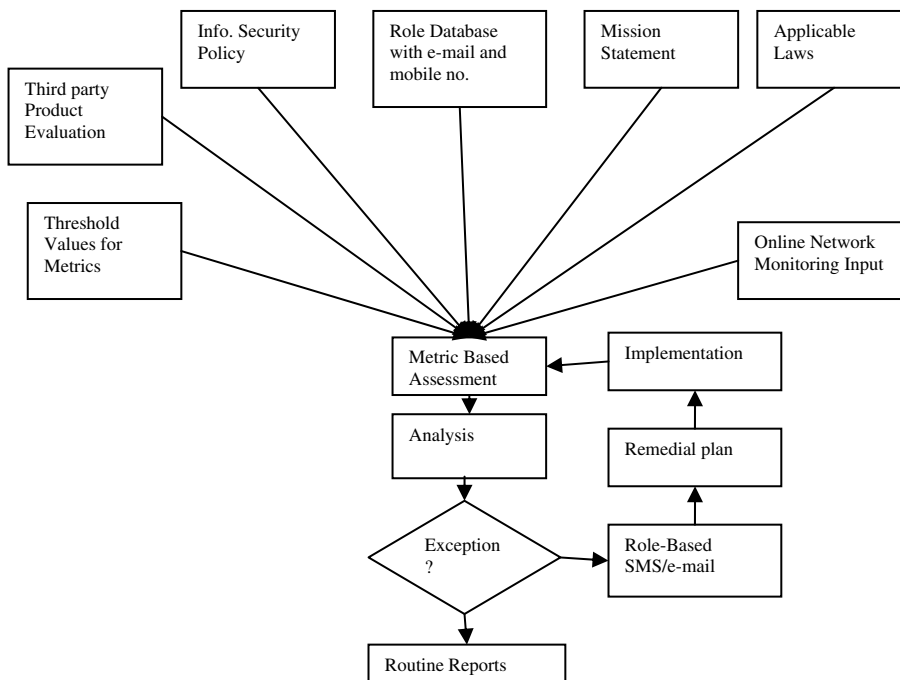 Info. Security
Policy
Role Database
with e-mail and
mobile no.
Mission
Statement
Applicable
Laws
Third party
Product
Evaluation
Threshold
Values for
Metrics
Online Network
Monitoring Input
Metric Based
Assessment
Implementation
Analysis
Remedial plan
Exception
?
Role-Based
SMS/e-mail
Routine Reports